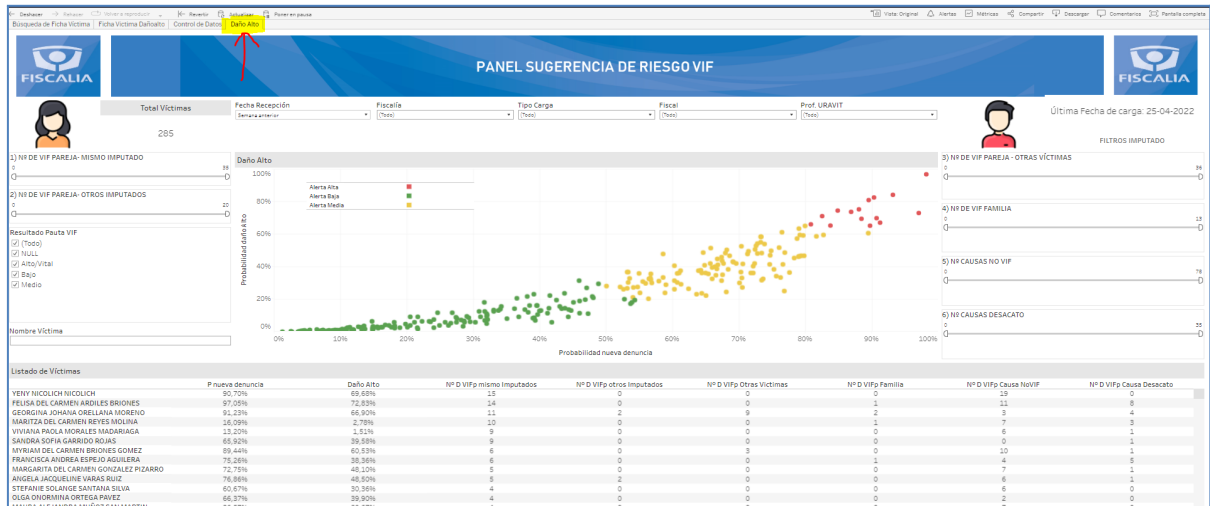 Deshacer Rehacer Volver a reproducir Revertir Actualizar Poner en pausa Vista: Original Alertas Métricas Compartir Descargar Comentarios Pantalla completa
Búsqueda de Ficha Víctima Ficha Víctima Dañoalto Control de Datos Daño Alto
FISCALIA PANEL SUGERENCIA DE RIESGO VIF FISCALIA
Total Víctimas
285
Fecha Recepción Fiscalía Tipo Carga Fiscal Prof. URAVIT
Semana anterior (Todo) (Todo) (Todo) (Todo)
Última Fecha de carga: 25-04-2022
FILTROS IMPUTADO
1) Nº DE VIF PAREJA- MISMO IMPUTADO
0 35
2) Nº DE VIF PAREJA- OTROS IMPUTADOS
0 20
Resultado Pauta VIF
(Todo)
NULL
Alto/Vital
Bajo
Medio
Nombre Víctima
Daño Alto
Alerta Alta
Alerta Baja
Alerta Media
Probabilidad daño Alto
100%
80%
60%
40%
20%
0%
0% 10% 20% 30% 40% 50% 60% 70% 80% 90% 100%
Probabilidad nueva denuncia
3) Nº DE VIF PAREJA - OTRAS VÍCTIMAS
0 36
4) Nº DE VIF FAMILIA
0 13
5) Nº CAUSAS NO VIF
0 76
6) Nº CAUSAS DESACATO
0 35
Listado de Víctimas
P nueva denuncia Daño Alto Nº D VIFp mismo Imputados Nº D VIFp otros Imputados Nº D VIFp Otras Victimas Nº D VIFp Familia Nº D VIFp Causa NoVIF Nº D VIFp Causa Desacato
YENY NICOLICH NICOLICH 90,70% 69,68% 15 0 0 0 19 0
FELISA DEL CARMEN ARDILES BRIONES 97,05% 72,83% 14 0 0 1 11 8
GEORGINA JOHANA ORELLANA MORENO 91,23% 66,90% 11 2 9 2 3 4
MARITZA DEL CARMEN REYES MOLINA 16,09% 2,78% 10 0 0 1 7 3
VIVIANA PAOLA MORALES MADARIAGA 13,20% 1,51% 9 0 0 0 6 1
SANDRA SOFIA GARRIDO ROJAS 65,92% 39,58% 9 0 0 0 0 1
MYRIAM DEL CARMEN BRIONES GOMEZ 89,44% 60,53% 6 0 3 0 10 1
FRANCISCA ANDREA ESPEJO AGUILERA 75,26% 38,36% 6 0 0 1 4 5
MARGARITA DEL CARMEN GONZALEZ PIZARRO 72,75% 48,10% 5 0 0 0 7 1
ANGELA JACQUELINE VARAS RUIZ 76,86% 48,50% 5 2 0 0 6 1
STEFANIE SOLANGE SANTANA SILVA 60,67% 30,36% 4 0 0 0 6 0
OLGA ONORMINA ORTEGA PAVEZ 66,37% 39,90% 4 0 0 0 2 0